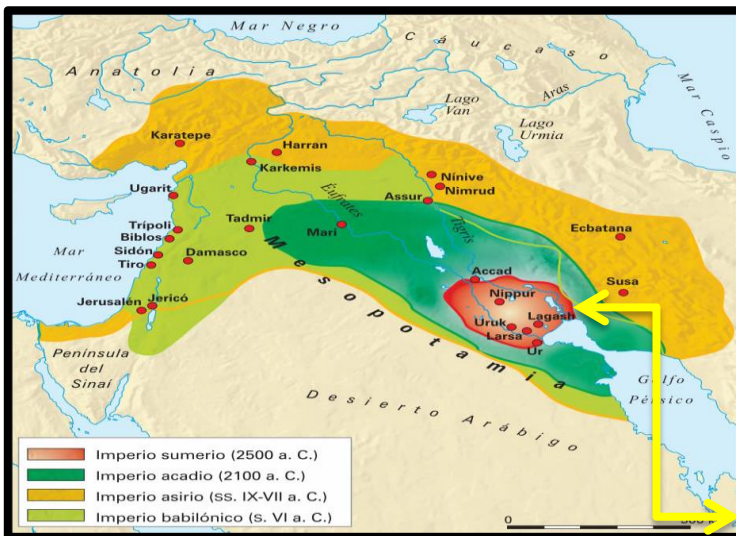 Mar Negro
Cáucaso
Anatolia
Mar Caspio
Aras
Lago
Van
Lago
Urmia
Karatepe
Harran
Karkemis
Nínive
Nimrud
Ugarit
Assur
Éufrates
Tigris
Trípoli
Biblos
Tadmir
Mari
Ecbatana
Mar
Mediterráneo
Sidón
Tiro
Damasco
Mesopotamia
Accad
Susa
Nippur
Jerusalén
Jericó
Uruk
Lagash
Larsa
Ur
Península
del
Sinaí
Golfo
Pérsico
Desierto Arábigo
Imperio sumerio (2500 a. C.)
Imperio acadio (2100 a. C.)
Imperio asirio (ss. IX-VII a. C.)
Imperio babilónico (s. VI a. C.)
0